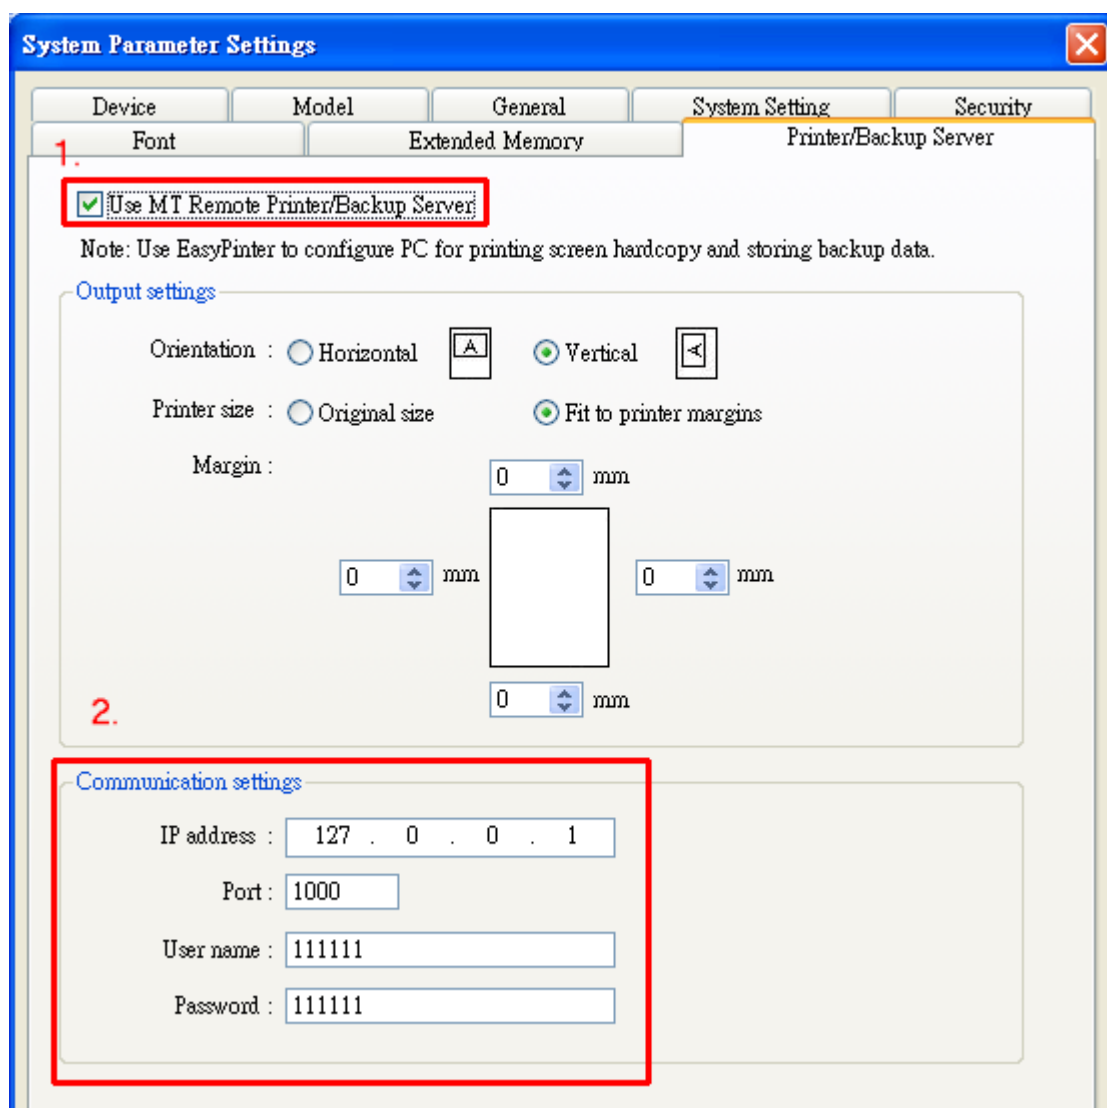 System Parameter Settings
Device Model General System Setting Security
Font Extended Memory Printer/Backup Server
1.
Use MT Remote Printer/Backup Server
Note: Use EasyPinter to configure PC for printing screen hardcopy and storing backup data.
Output settings
Orientation : Horizontal A Vertical A
Printer size : Original size Fit to printer margins
Margin :
0 mm
0 mm 0 mm
0 mm
2.
Communication settings
IP address : 127 . 0 . 0 . 1
Port : 1000
User name : 111111
Password : 111111